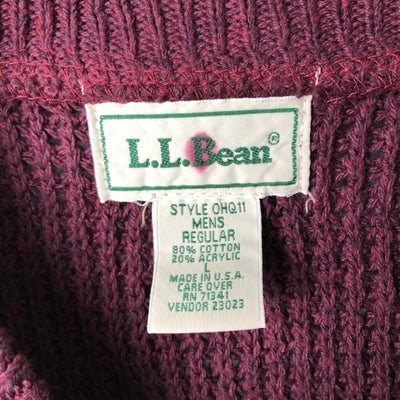 L.L.Bean®
STYLE OHQ11
MENS
REGULAR
80% COTTON
20% ACRYLIC
L
MADE IN U.S.A.
CARE OVER
RN 71341
VENDOR 23023